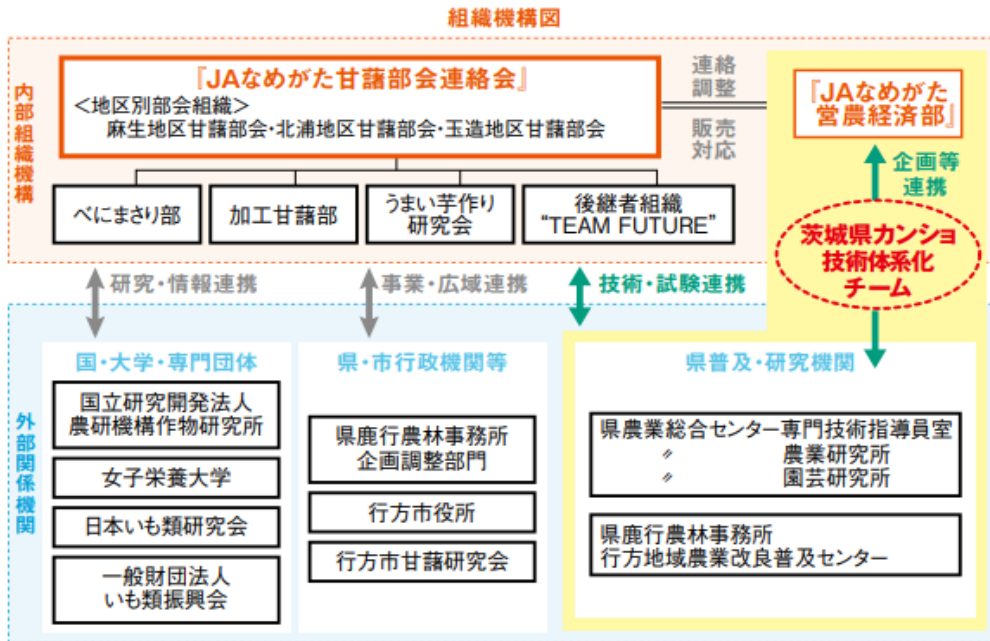 組織機構図
内部組織機構
『JAなめがた甘藷部会連絡会』
＜地区別部会組織＞
麻生地区甘藷部会・北浦地区甘藷部会・玉造地区甘藷部会
連絡
調整
販売
対応
『JAなめがた
営農経済部』
べにまさり部
加工甘藷部
うまい芋作り
研究会
後継者組織
“TEAM FUTURE”
企画等
連携
茨城県カンショ
技術体系化
チーム
研究・情報連携
事業・広域連携
技術・試験連携
外部関係機関
国・大学・専門団体
国立研究開発法人
農研機構作物研究所
女子栄養大学
日本いも類研究会
一般財団法人
いも類振興会
県・市行政機関等
県鹿行農林事務所
企画調整部門
行方市役所
行方市甘藷研究会
県普及・研究機関
県農業総合センター専門技術指導員室
〃 農業研究所
〃 園芸研究所
県鹿行農林事務所
行方地域農業改良普及センター